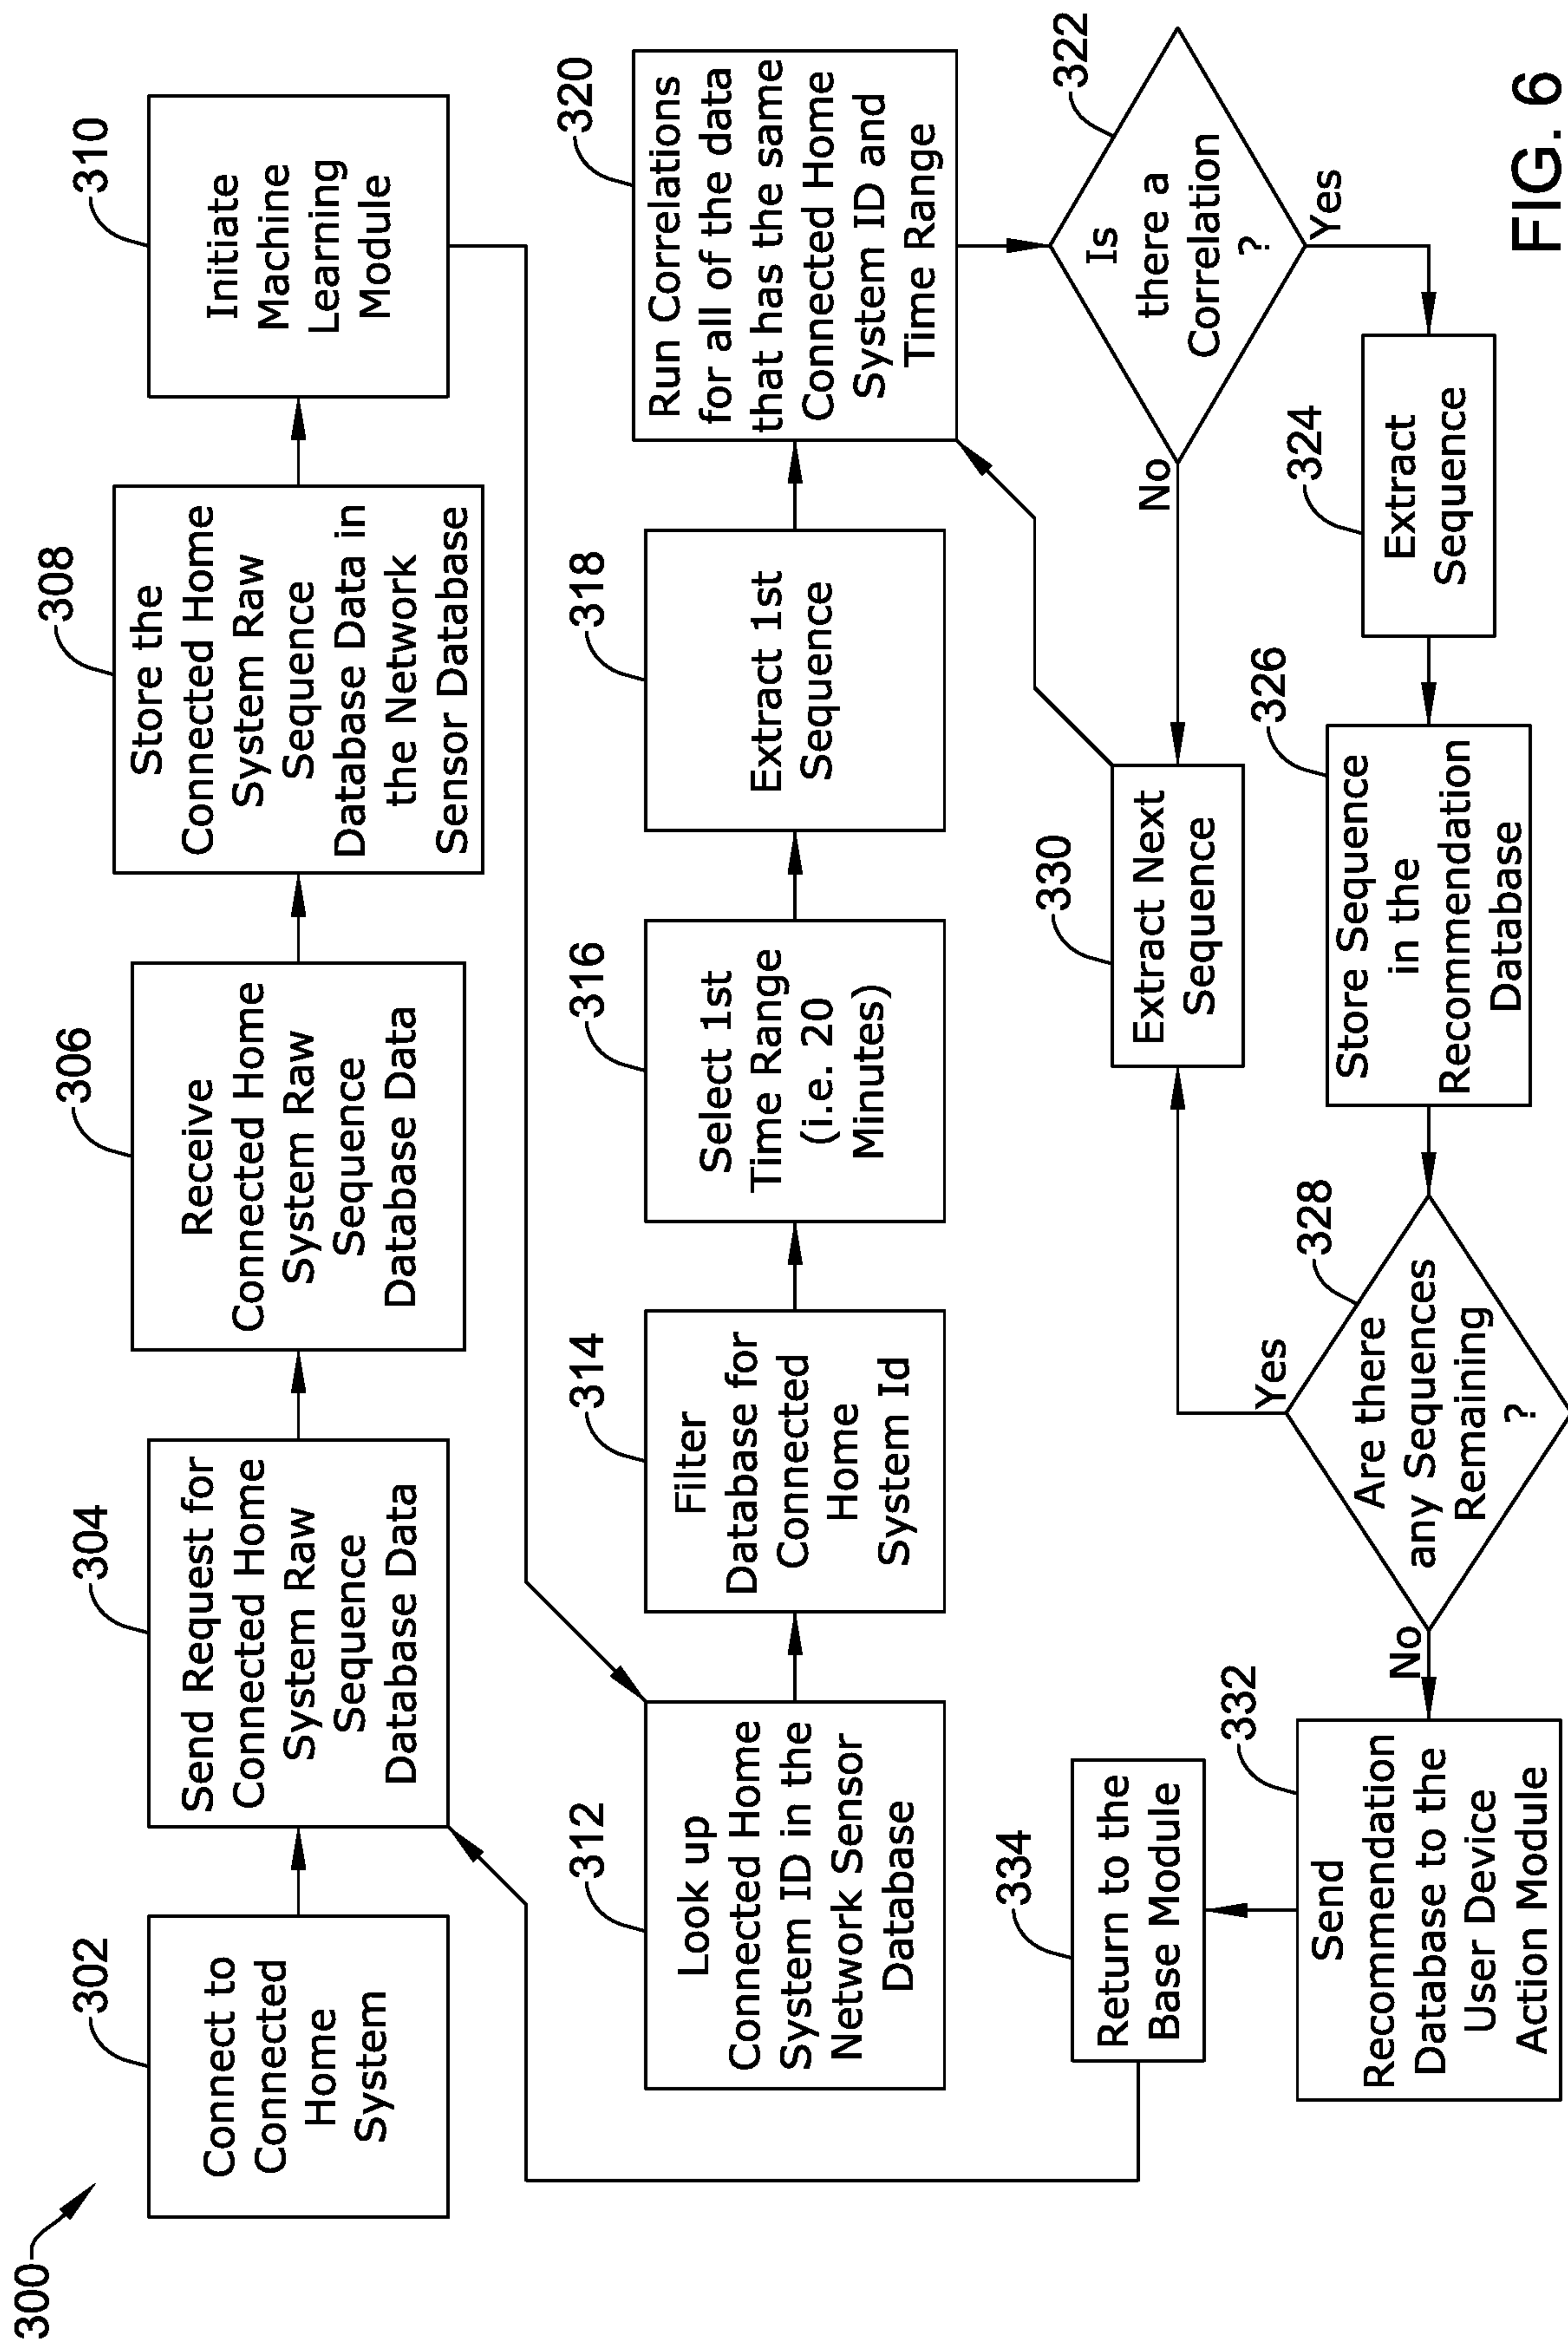 300
302
Connect to
Connected
Home
System
304
Send Request for
Connected Home
System Raw
Sequence
Database Data
306
Receive
Connected Home
System Raw
Sequence
Database Data
308
Store the
Connected Home
System Raw
Sequence
Database Data in
the Network
Sensor Database
310
Initiate
Machine
Learning
Module
312
Look up
Connected Home
System ID in the
Network Sensor
Database
314
Filter
Database for
Connected
Home
System Id
316
Select 1st
Time Range
(i.e. 20
Minutes)
318
Extract 1st
Sequence
320
Run Correlations
for all of the data
that has the same
Connected Home
System ID and
Time Range
322
Is
there a
Correlation
?
No
Yes
324
Extract
Sequence
326
Store Sequence
in the
Recommendation
Database
328
Are there
any Sequences
Remaining
?
Yes
No
330
Extract Next
Sequence
332
Send
Recommendation
Database to the
User Device
Action Module
334
Return to the
Base Module
FIG. 6